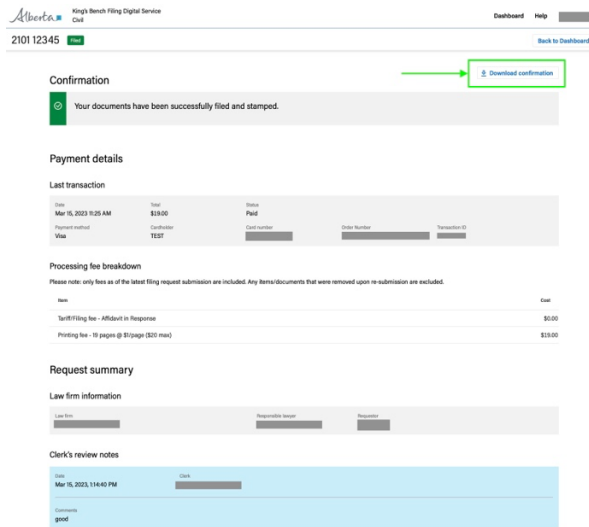 Alberta
King's Bench Filing Digital Service
Civil
Dashboard Help
2101 12345 Filed
Back to Dashboard
Confirmation
Download confirmation
Your documents have been successfully filed and stamped.
Payment details
Last transaction
Date Total Status
Mar 15, 2023 11:25 AM $19.00 Paid
Payment method Cardholder Card number Order Number Transaction ID
Visa TEST
Processing fee breakdown
Please note: only fees as of the latest filing request submission are included. Any items/documents that were removed upon re-submission are excluded.
Item Cost
Tariff/Filing fee - Affidavit in Response $0.00
Printing fee - 19 pages @ $1/page ($20 max) $19.00
Request summary
Law firm information
Law firm Responsible lawyer Requestor
Clerk's review notes
Date Clerk
Mar 15, 2023, 1:14:40 PM
Comments
good